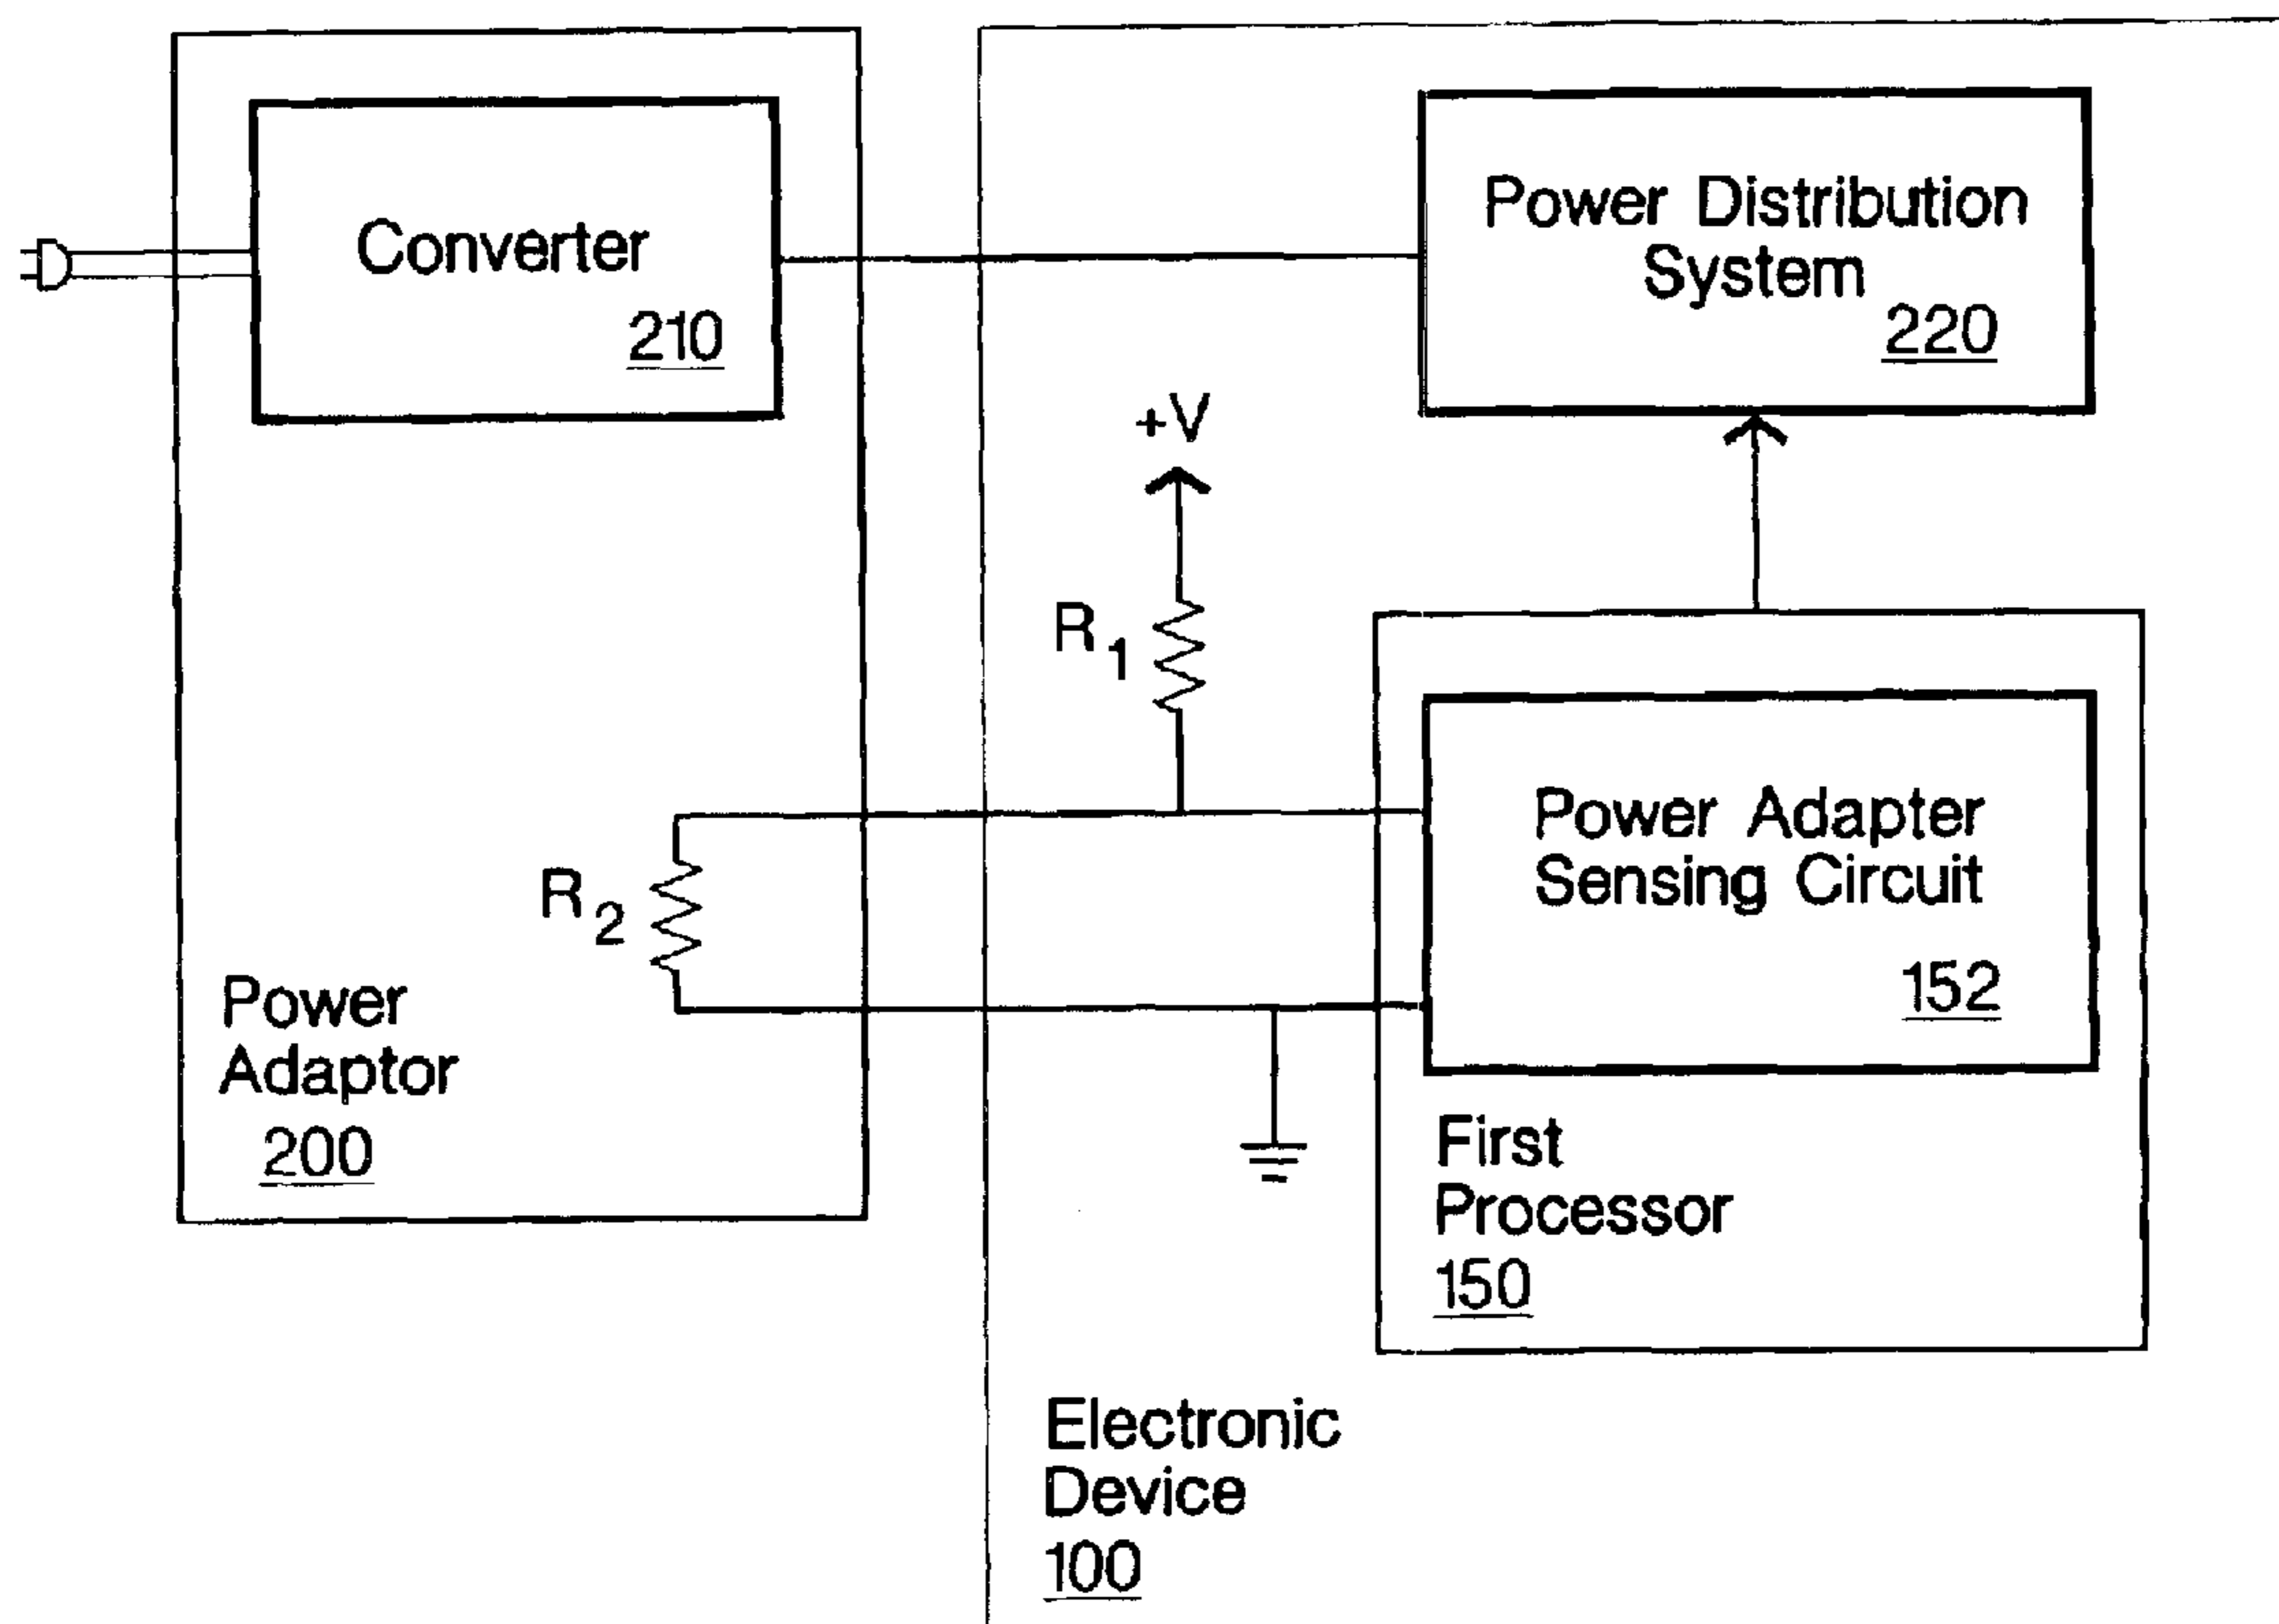 Converter
210
Power Distribution
System
220
+V
R1
R2
Power Adapter
Sensing Circuit
152
Power
Adaptor
200
First
Processor
150
Electronic
Device
100